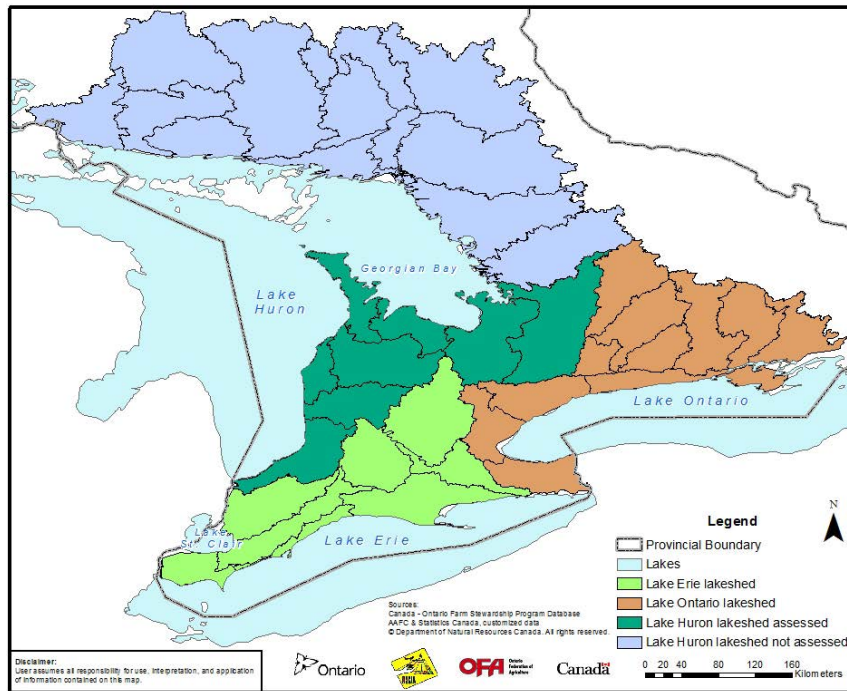 Georgian Bay
Lake
Huron
Lake Ontario
Lake
St. Clair
Lake Erie
N
Legend
Provincial Boundary
Lakes
Lake Erie lakeshed
Lake Ontario lakeshed
Lake Huron lakeshed assessed
Lake Huron lakeshed not assessed
Sources:
Canada - Ontario Farm Stewardship Program Database
AAFC & Statistics Canada, customized data
© Department of Natural Resources Canada. All rights reserved.
0 20 40 80 120 160
Kilometers
Disclaimer:
User assumes all responsibility for use, interpretation, and application
of information contained on this map.
Ontario
OFA
Ontario
Federation of
Agriculture
Canada